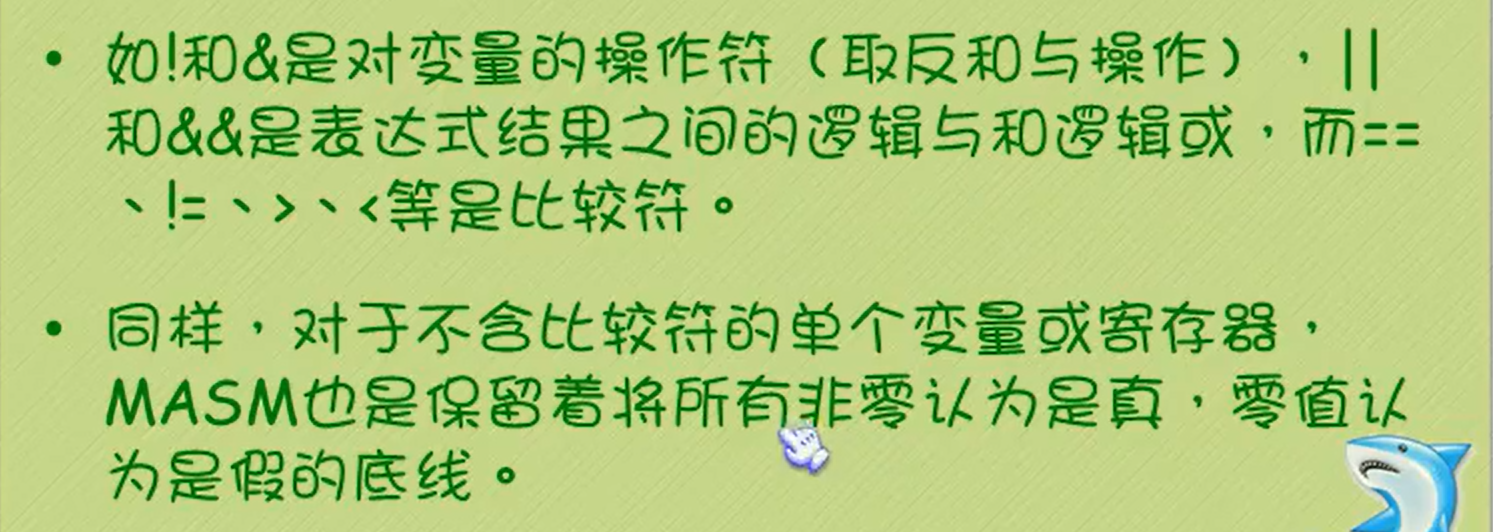 • 如!和&是对变量的操作符（取反和与操作），||
和&&是表达式结果之间的逻辑与和逻辑或，而==
、!=、>、<等是比较符。
• 同样，对于不含比较符的单个变量或寄存器，
MASM也是保留着将所有非零认为是真，零值认
为是假的底线。